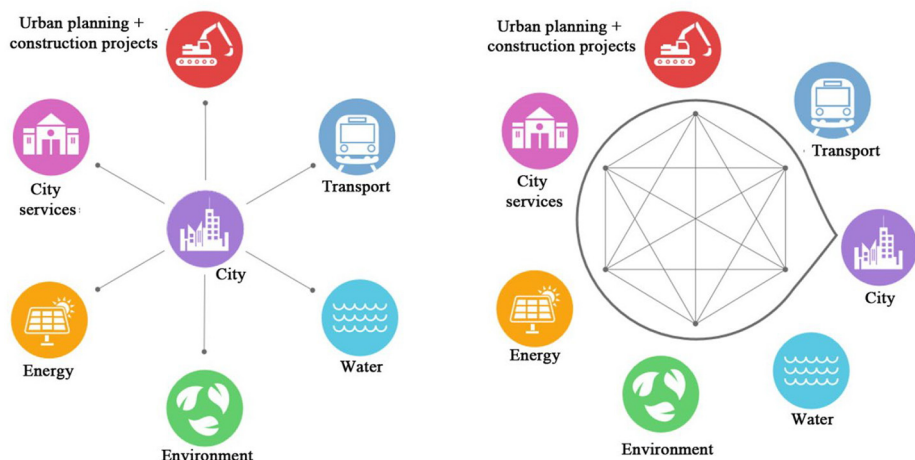 Urban planning +
construction projects
Transport
City
services
City
Energy
Water
Environment
Urban planning +
construction projects
Transport
City
services
City
Energy
Water
Environment